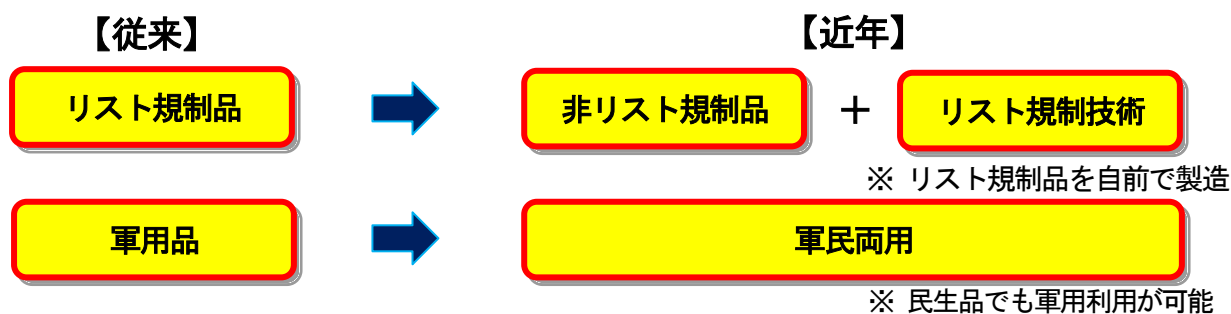 【従来】 【近年】
リスト規制品 非リスト規制品 ＋ リスト規制技術
※ リスト規制品を自前で製造
軍用品 軍民両用
※ 民生品でも軍用利用が可能